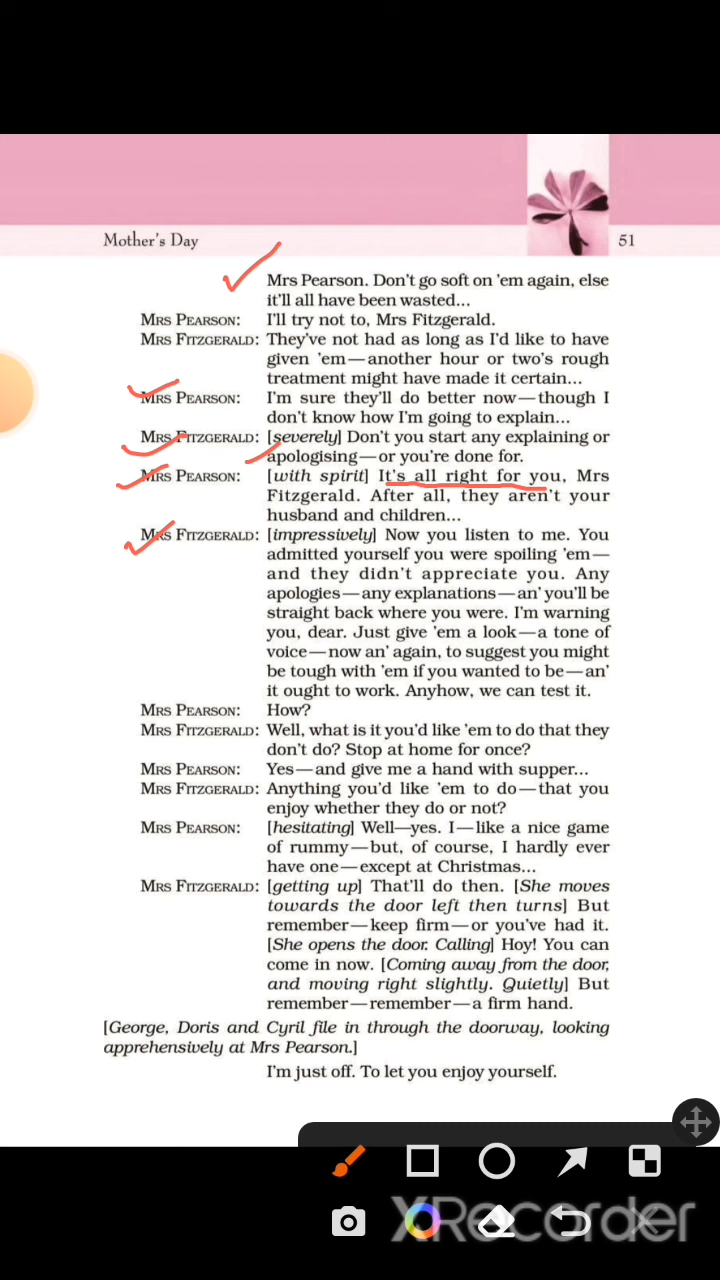 Mother's Day 51
Mrs Pearson. Don't go soft on 'em again, else
it'll all have been wasted...
MRS PEARSON: I'll try not to, Mrs Fitzgerald.
MRS FITZGERALD: They've not had as long as I'd like to have
given 'em—another hour or two's rough
treatment might have made it certain...
MRS PEARSON: I'm sure they'll do better now—though I
don't know how I'm going to explain...
MRS FITZGERALD: [severely] Don't you start any explaining or
apologising—or you're done for.
MRS PEARSON: [with spirit] It's all right for you, Mrs
Fitzgerald. After all, they aren't your
husband and children...
MRS FITZGERALD: [impressively] Now you listen to me. You
admitted yourself you were spoiling 'em—
and they didn't appreciate you. Any
apologies—any explanations—an' you'll be
straight back where you were. I'm warning
you, dear. Just give 'em a look—a tone of
voice—now an' again, to suggest you might
be tough with 'em if you wanted to be—an'
it ought to work. Anyhow, we can test it.
MRS PEARSON: How?
MRS FITZGERALD: Well, what is it you'd like 'em to do that they
don't do? Stop at home for once?
MRS PEARSON: Yes—and give me a hand with supper...
MRS FITZGERALD: Anything you'd like 'em to do—that you
enjoy whether they do or not?
MRS PEARSON: [hesitating] Well—yes. I—like a nice game
of rummy—but, of course, I hardly ever
have one—except at Christmas...
MRS FITZGERALD: [getting up] That'll do then. [She moves
towards the door left then turns] But
remember—keep firm—or you've had it.
[She opens the door. Calling] Hoy! You can
come in now. [Coming away from the door,
and moving right slightly. Quietly] But
remember—remember—a firm hand.
[George, Doris and Cyril file in through the doorway, looking
apprehensively at Mrs Pearson.]
I'm just off. To let you enjoy yourself.
XRecorder